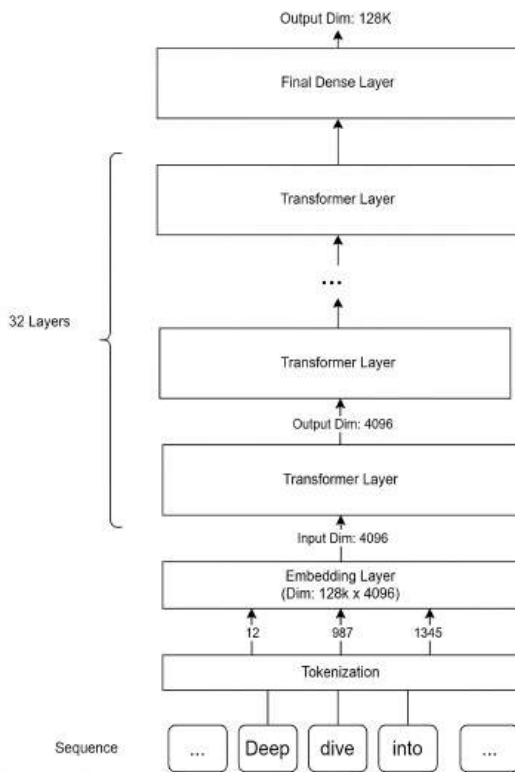 Output Dim: 128K
Final Dense Layer
Transformer Layer
...
32 Layers
Transformer Layer
Output Dim: 4096
Transformer Layer
Input Dim: 4096
Embedding Layer
(Dim: 128k x 4096)
12 987 1345
Tokenization
Sequence ... Deep dive into ...